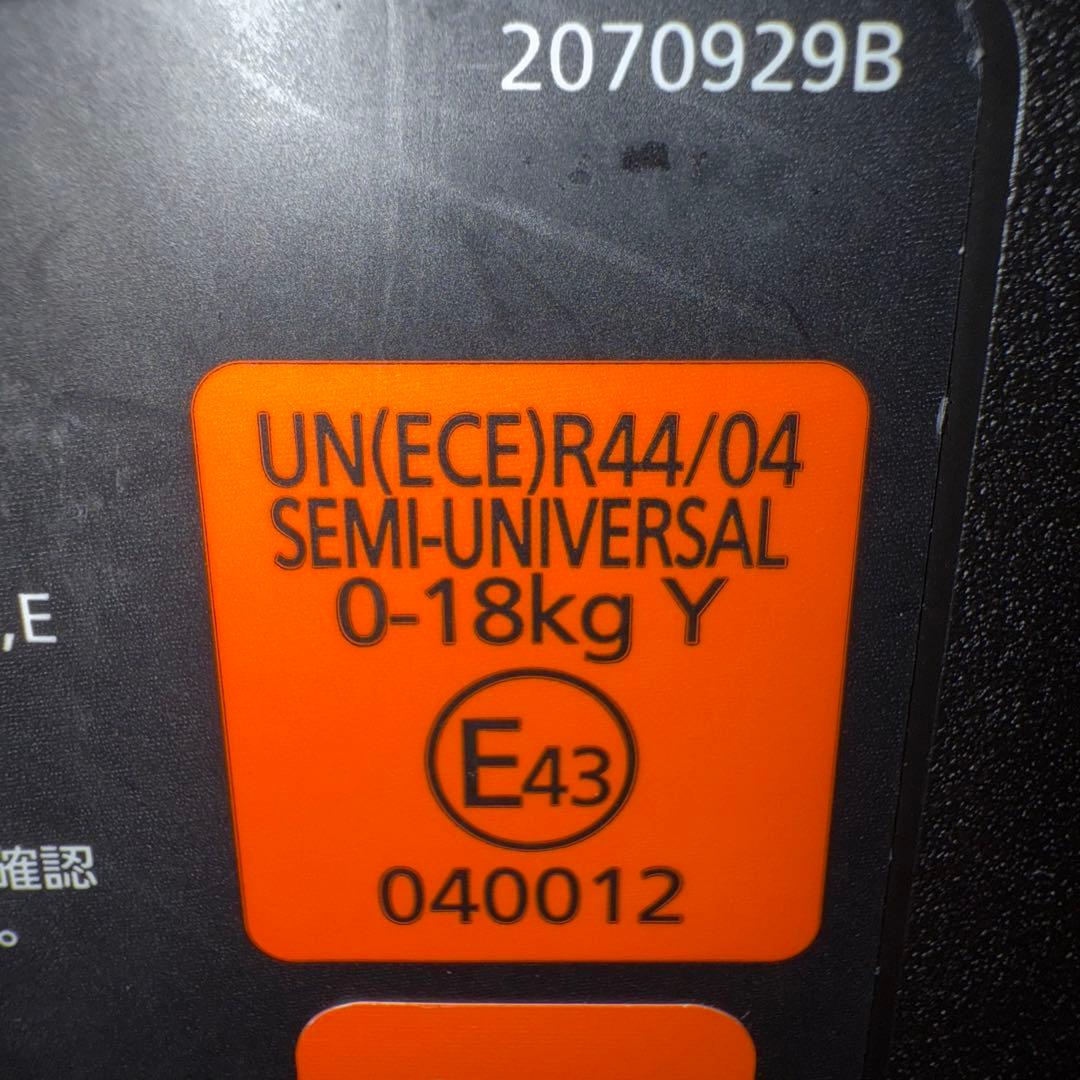 2070929B
UN(ECE)R44/04
SEMI-UNIVERSAL
0-18kg Y
,E
E43
確認
040012
。